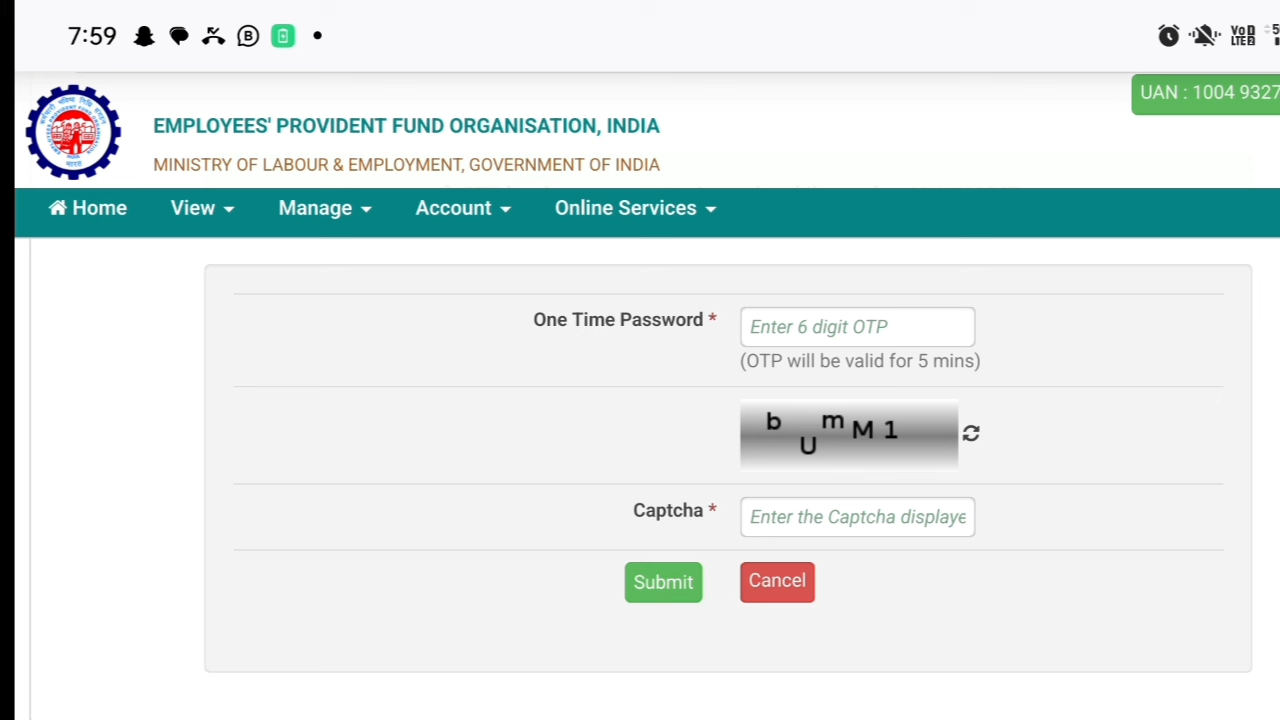 7:59
VoD LTE2
UAN : 1004 9327
EMPLOYEES' PROVIDENT FUND ORGANISATION, INDIA
MINISTRY OF LABOUR & EMPLOYMENT, GOVERNMENT OF INDIA
Home View Manage Account Online Services
One Time Password * Enter 6 digit OTP
(OTP will be valid for 5 mins)
b U m M 1
Captcha * Enter the Captcha displaye
Submit Cancel